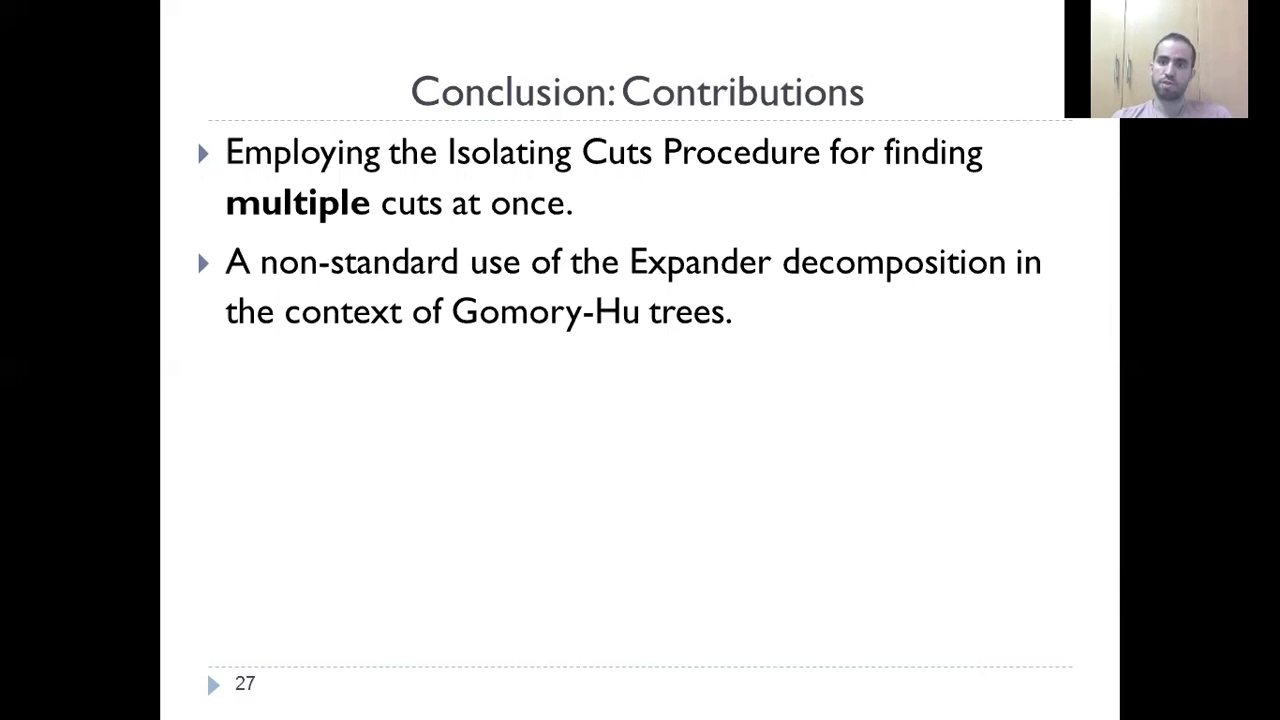 Conclusion: Contributions
Employing the Isolating Cuts Procedure for finding
multiple cuts at once.
A non-standard use of the Expander decomposition in
the context of Gomory-Hu trees.
27